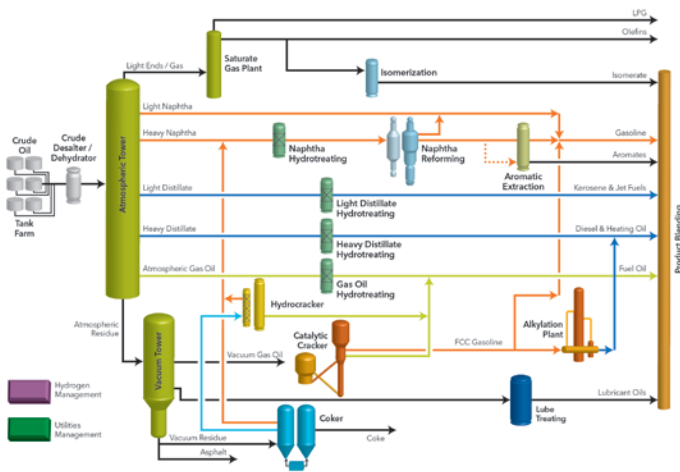 LPG
Olefins
Saturate
Gas Plant
Light Ends / Gas
Isomerization
Isomerate
Light Naphtha
Crude
Oil
Crude
Desalter /
Dehydrator
Heavy Naphtha
Gasoline
Naphtha
Hydrotreating
Naphtha
Reforming
Aromates
Aromatic
Extraction
Atmospheric Tower
Tank
Farm
Light Distillate
Kerosene & Jet Fuels
Light Distillate
Hydrotreating
Heavy Distillate
Diesel & Heating Oil
Heavy Distillate
Hydrotreating
Product Blending
Atmospheric Gas Oil
Fuel Oil
Gas Oil
Hydrotreating
Hydrocracker
Atmospheric
Residue
Catalytic
Cracker
Alkylation
Plant
Vacuum Tower
FCC Gasoline
Vacuum Gas Oil
Hydrogen
Management
Lubricant Oils
Lube
Treating
Utilities
Management
Coker
Vacuum Residue
Coke
Asphalt